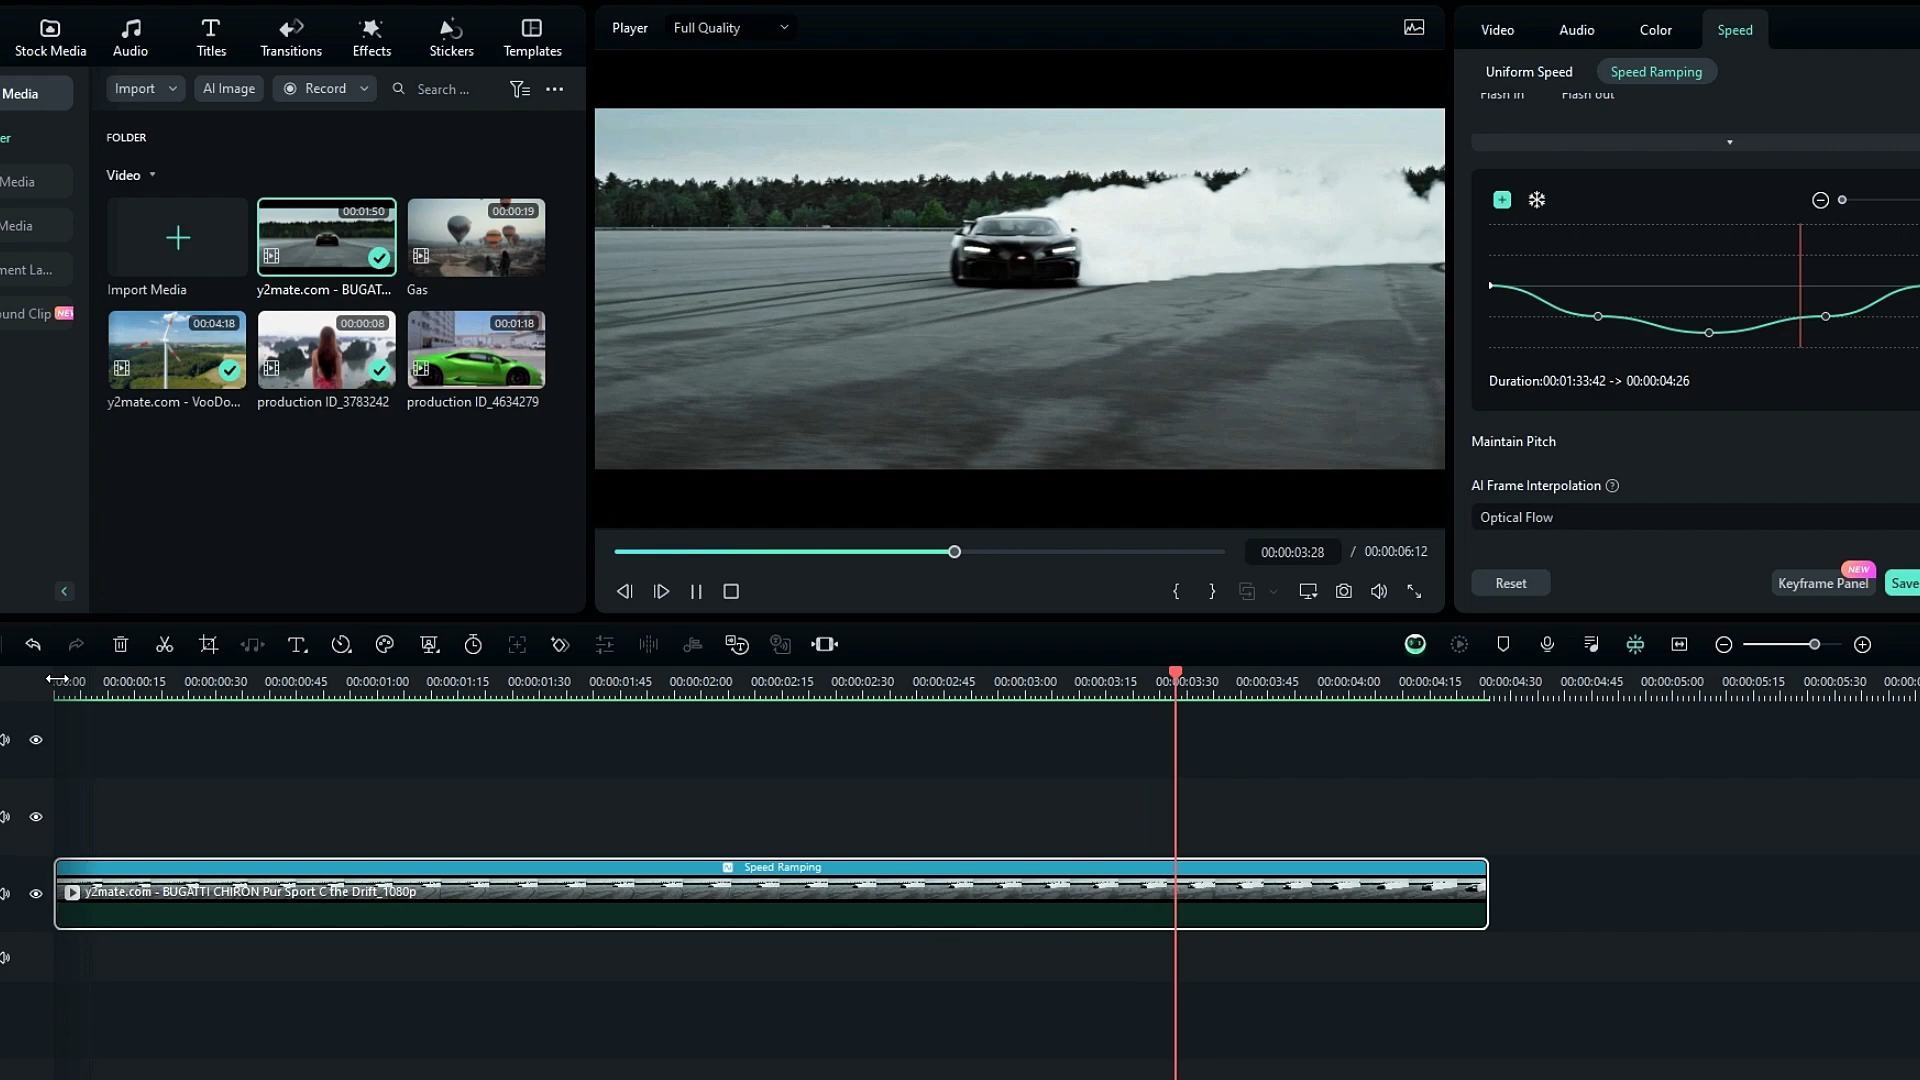 Stock Media
Audio
Titles
Transitions
Effects
Stickers
Templates
Media
Import
AI Image
Record
Search ...
er
Media
Media
ment La...
und Clip NEW
FOLDER
Video
00:01:50
00:00:19
Import Media
y2mate.com - BUGAT...
Gas
00:04:18
00:00:08
00:01:18
y2mate.com - VooDo...
production ID_3783242
production ID_4634279
Player
Full Quality
00:00:03:28
/ 00:00:06:12
Video
Audio
Color
Speed
Uniform Speed
Speed Ramping
Flash in
Flash out
Duration:00:01:33:42 -> 00:00:04:26
Maintain Pitch
AI Frame Interpolation
Optical Flow
Reset
Keyframe Panel
NEW
Save
:00:00
00:00:00:15
00:00:00:30
00:00:00:45
00:00:01:00
00:00:01:15
00:00:01:30
00:00:01:45
00:00:02:00
00:00:02:15
00:00:02:30
00:00:02:45
00:00:03:00
00:00:03:15
00:00:03:30
00:00:03:45
00:00:04:00
00:00:04:15
00:00:04:30
00:00:04:45
00:00:05:00
00:00:05:15
00:00:05:30
00:00:0
Speed Ramping
y2mate.com - BUGATTI CHIRON Pur Sport C the Drift_1080p